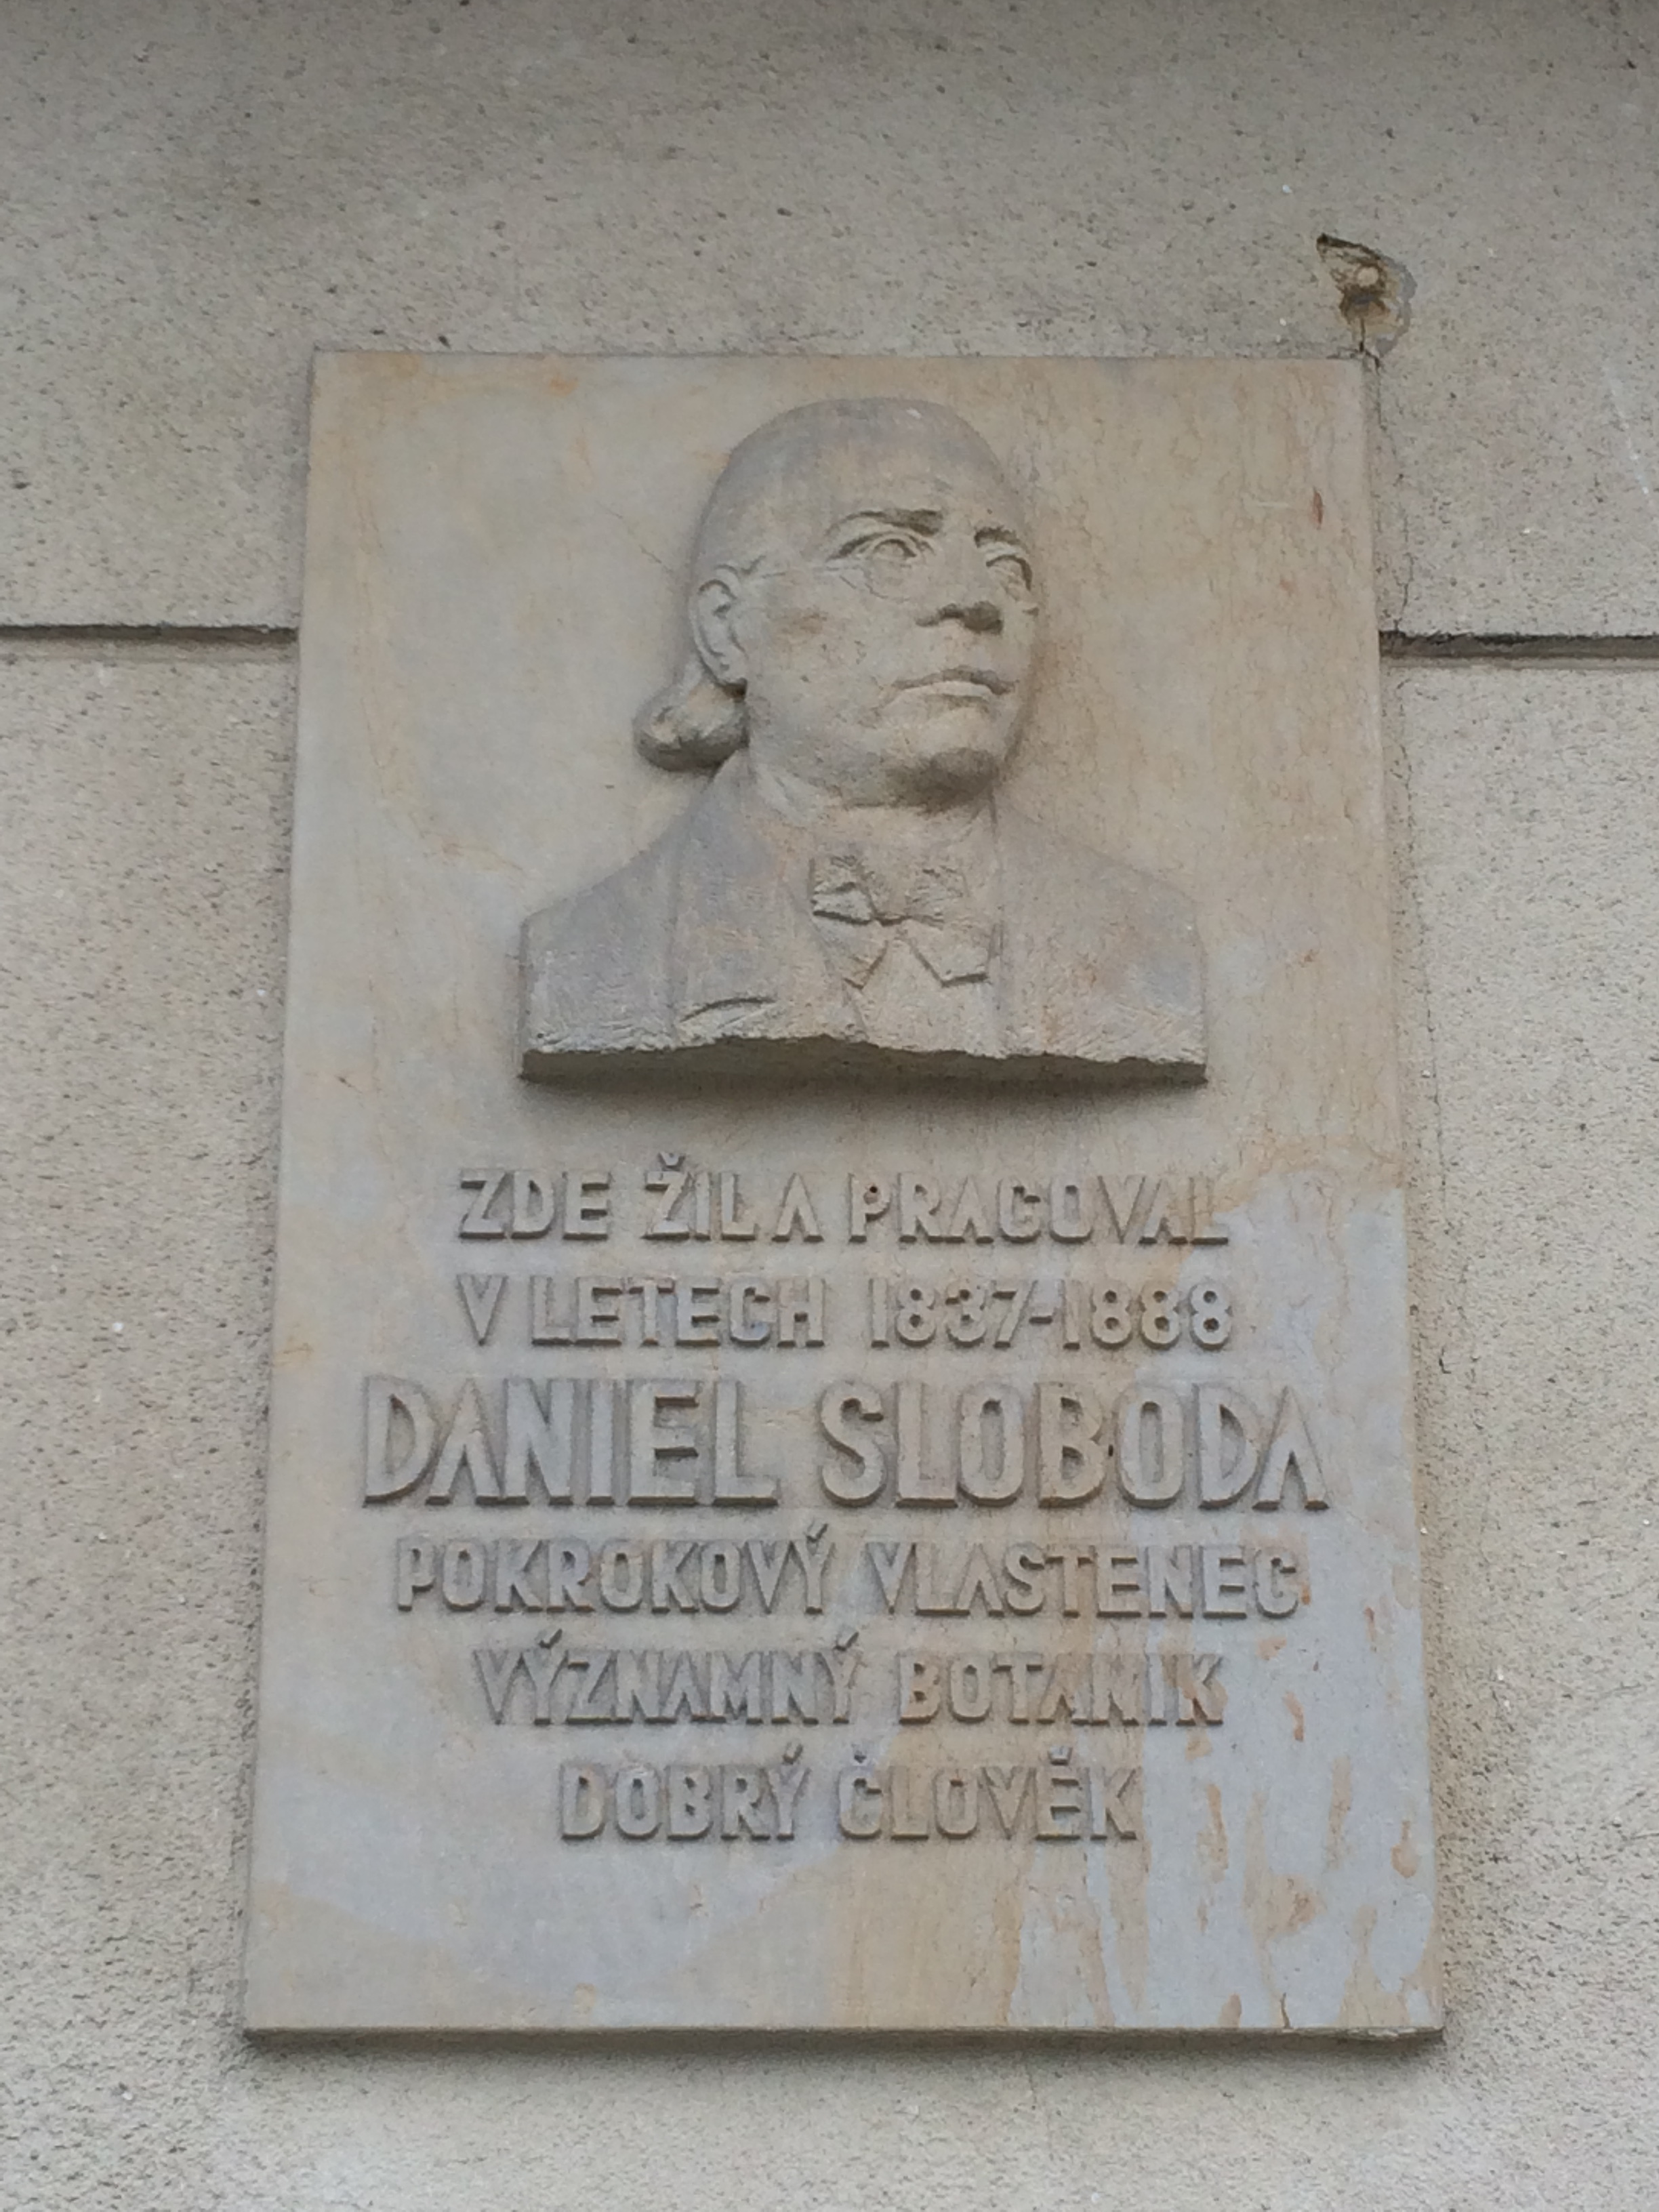 ZDE ŽIL A PRACOVAL
V LETECH 1837-1888
DANIEL SLOBODA
POKROKOVÝ VLASTENEC
VÝZNAMNÝ BOTANIK
DOBRÝ ČLOVĚK